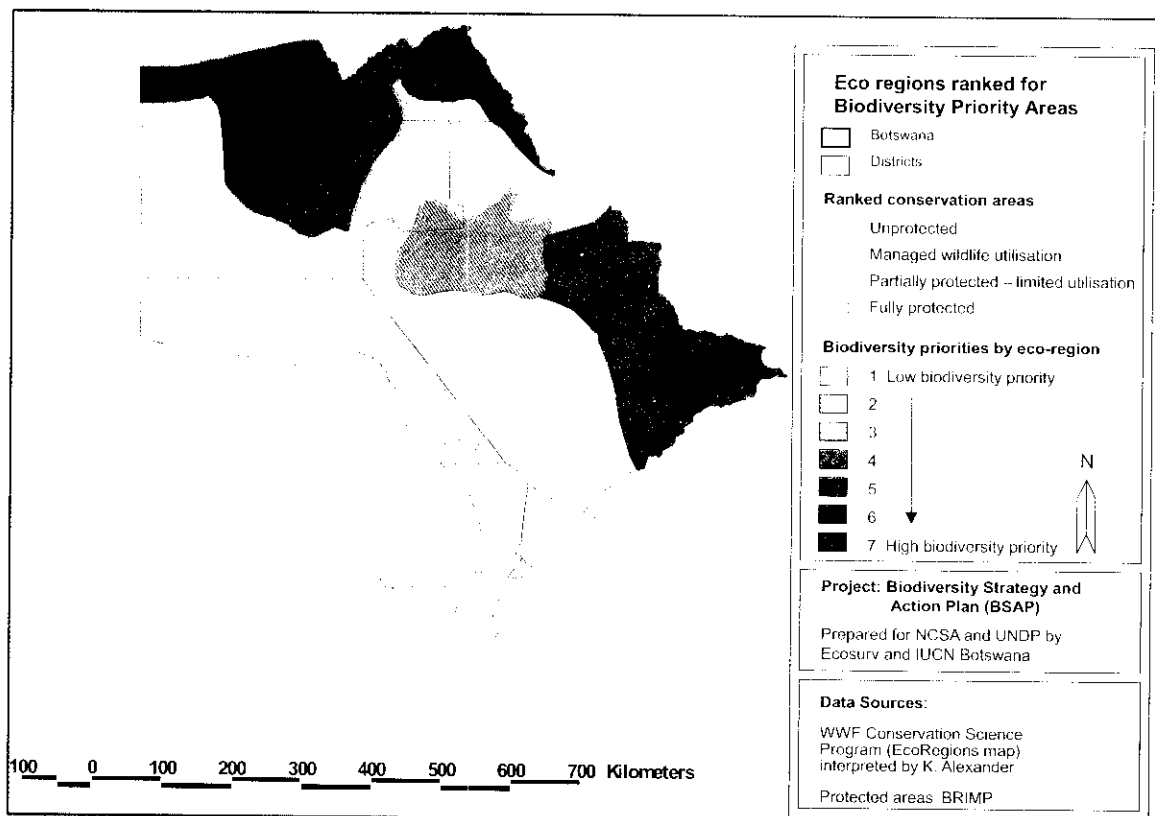 Eco regions ranked for
Biodiversity Priority Areas
Botswana
Districts
Ranked conservation areas
Unprotected
Managed wildlife utilisation
Partially protected – limited utilisation
Fully protected
Biodiversity priorities by eco-region
1 Low biodiversity priority
2
3
4
5
6
7 High biodiversity priority
N
Project: Biodiversity Strategy and
Action Plan (BSAP)
Prepared for NCSA and UNDP by
Ecosurv and IUCN Botswana
Data Sources:
WWF Conservation Science
Program (EcoRegions map)
interpreted by K. Alexander
Protected areas BRIMP
100 0 100 200 300 400 500 600 700 Kilometers